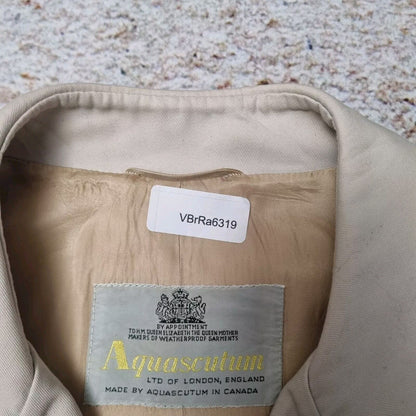 VBrRa6319
BY APPOINTMENT
TO H.M. QUEEN ELIZABETH THE QUEEN MOTHER
MAKERS OF WEATHERPROOF GARMENTS
Aquascutum
LTD OF LONDON, ENGLAND
MADE BY AQUASCUTUM IN CANADA